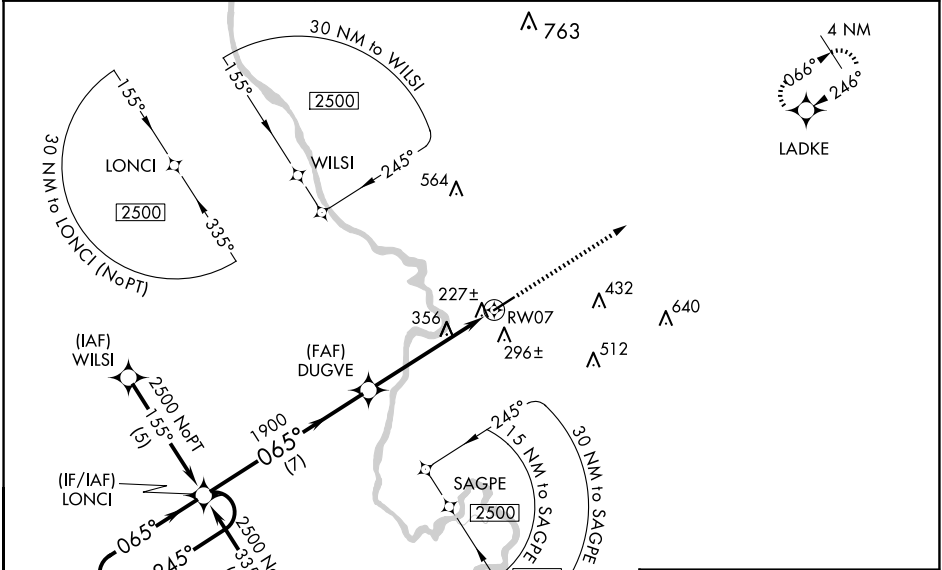 763
4 NM
066°
246°
LADKE
30 NM to WILSI
155°
2500
WILSI
245°
155°
LONCI
2500
335°
30 NM to LONCI (NoPT)
564
227±
RW07
356
296±
432
640
512
(IAF)
WILSI
2500 NoPT
155°
(5)
(FAF)
DUGVE
1900
065°
(7)
(IF/IAF)
LONCI
065°
245°
2500 No
335°
245°
15 NM to SAGPE
30 NM to SAGPE
SAGPE
2500